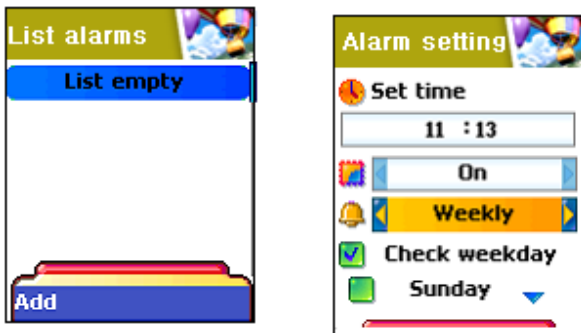 List alarms
List empty
Add
Alarm setting
Set time
11 :13
On
Weekly
Check weekday
Sunday